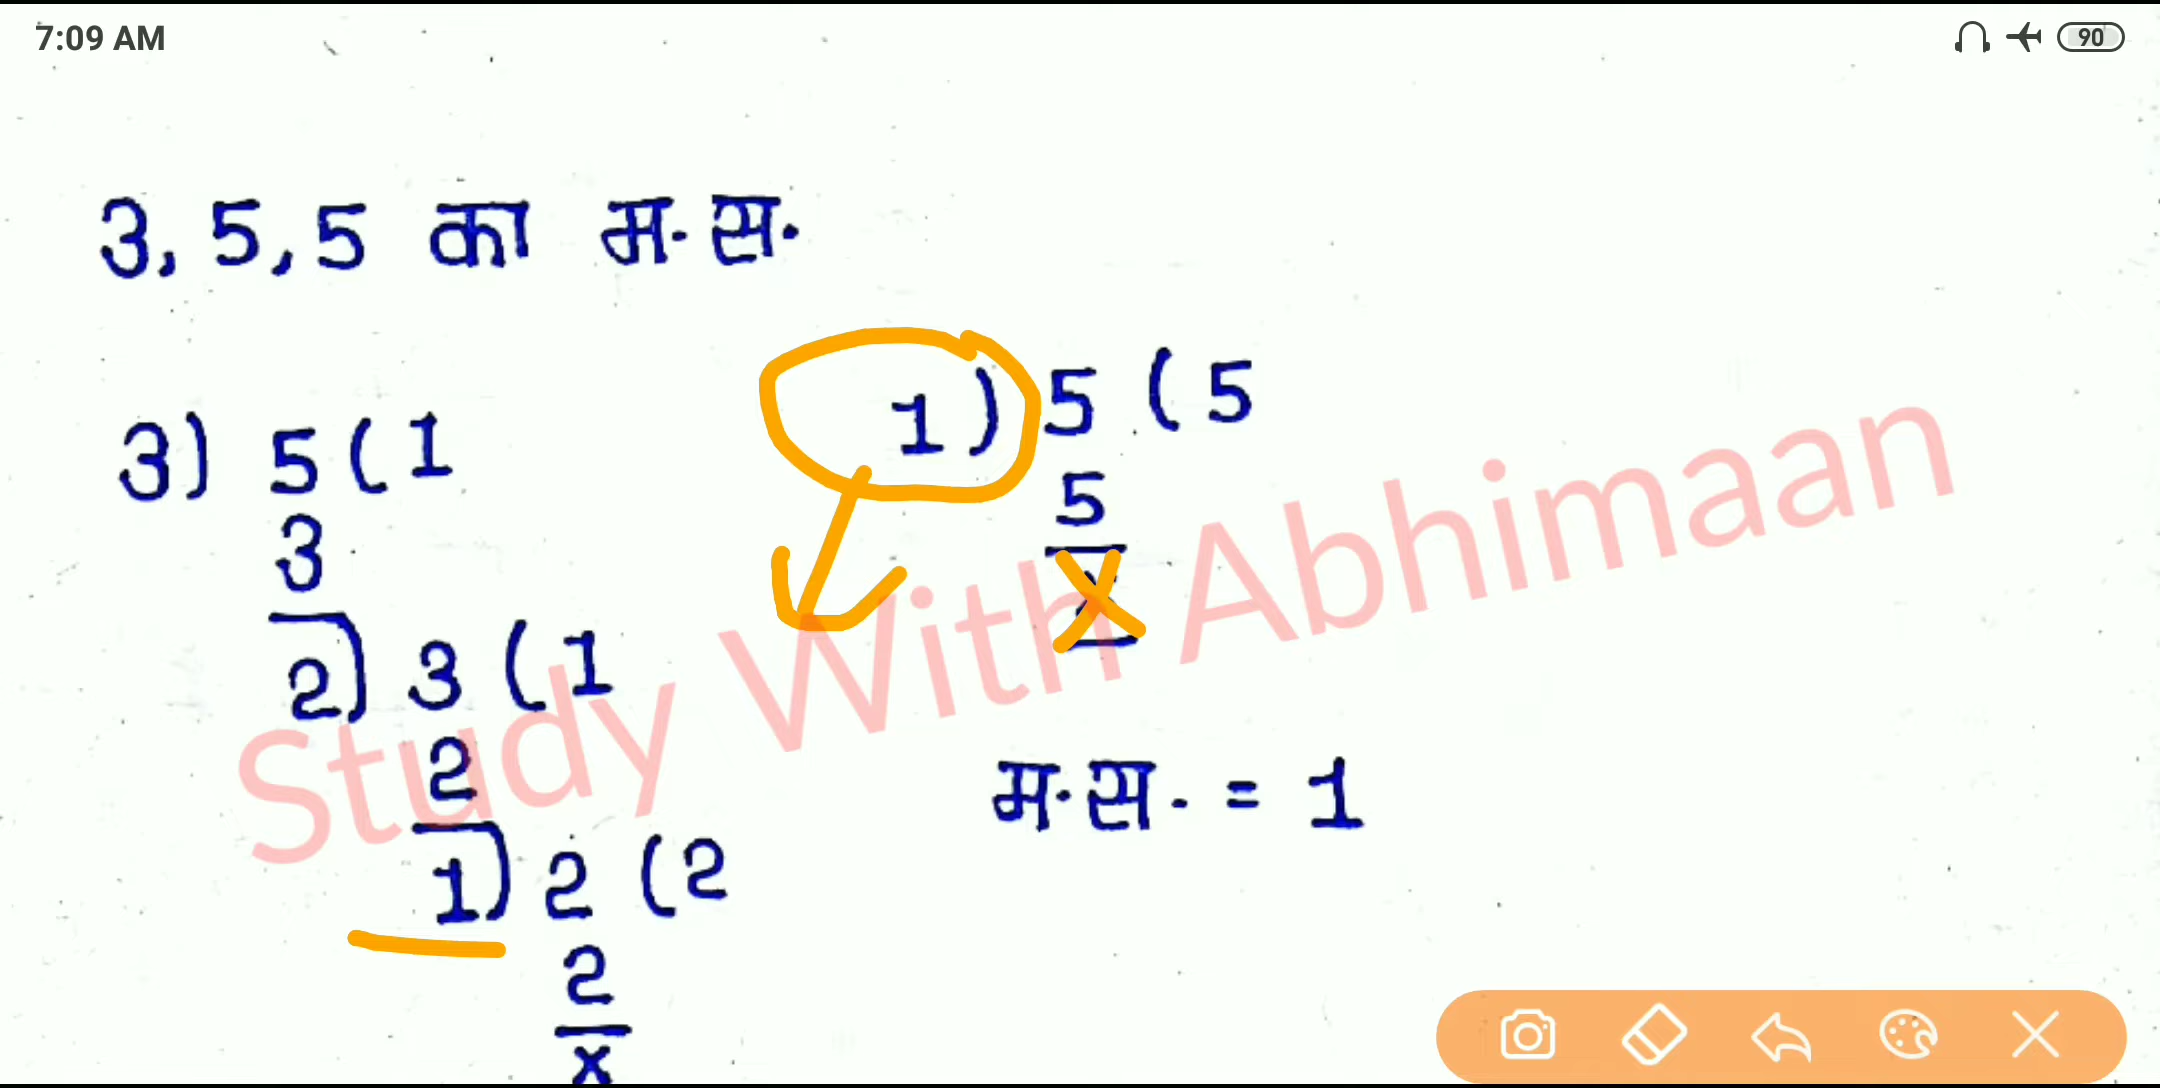 7:09 AM
90
3, 5, 5 का म. स.
3) 5 ( 1
3
2) 3 ( 1
2
1) 2 ( 2
2
x
1) 5 ( 5
5
x
म. स. = 1
Study With Abhimaan